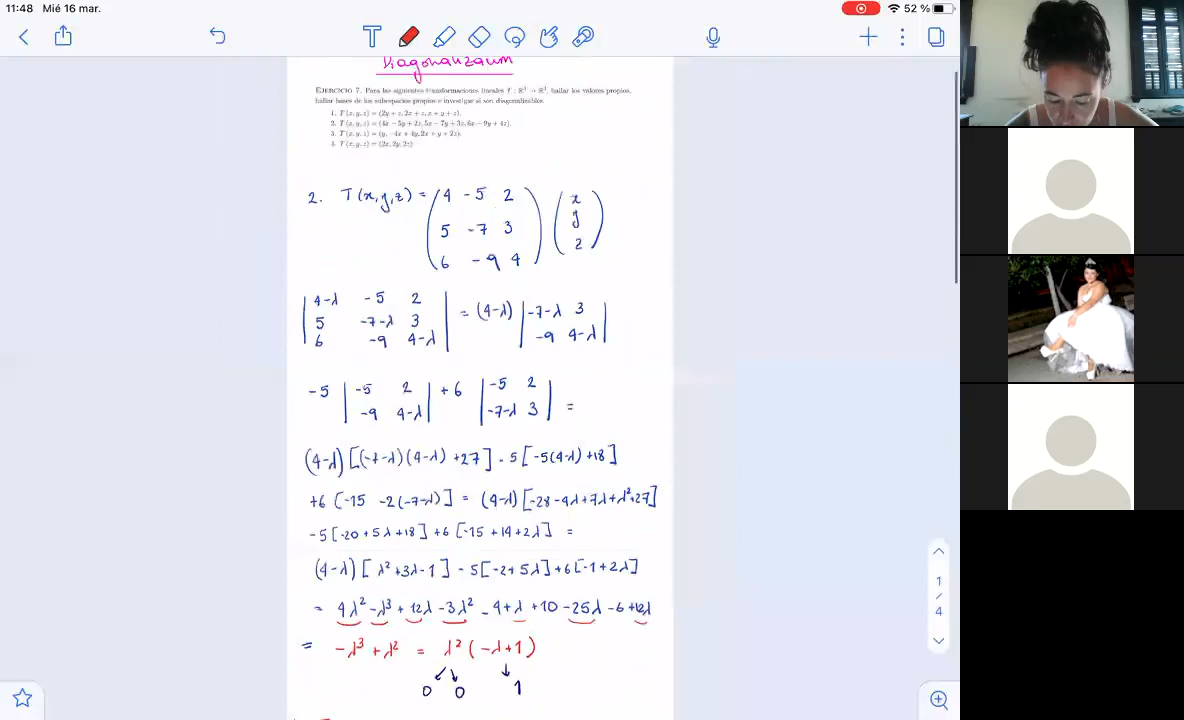 11:48 Mié 16 mar.
52 %
Diagonalizaum
EJERCICIO 7. Para las siguientes transformaciones lineales T : ℝ³ → ℝ³, hallar los valores propios,
hallar bases de los subespacios propios e investigue si son diagonalizables.
1. T(x, y, z) = (2y + z, 2x + z, x + y + z).
2. T(x, y, z) = (4x − 5y + 2z, 5x − 7y + 3z, 6x − 9y + 4z).
3. T(x, y, z) = (y, −4x + 4y, 2x + y + 2z).
4. T(x, y, z) = (2x, 2y, 2z)
2. T(x,y,z) = (4 -5 2
5 -7 3
6 -9 4) (x
y
z)
|4-λ -5 2
5 -7-λ 3
6 -9 4-λ| = (4-λ) |-7-λ 3
-9 4-λ|
-5 |-5 2
-9 4-λ| +6 |-5 2
-7-λ 3| =
(4-λ) [(-7-λ)(4-λ) +27] - 5 [-5(4-λ) +18]
+6 [-15 -2(-7-λ)] = (4-λ) [-28-4λ+7λ+λ²+27]
-5 [-20+5λ+18] +6 [-15+14+2λ] =
(4-λ) [λ²+3λ-1] - 5[-2+5λ] +6[-1+2λ]
= 4λ² -λ³ + 12λ -3λ² -4+λ +10 -25λ -6 +12λ
= -λ³ + λ² = λ² (-λ+1)
0 0 1
1
/
4